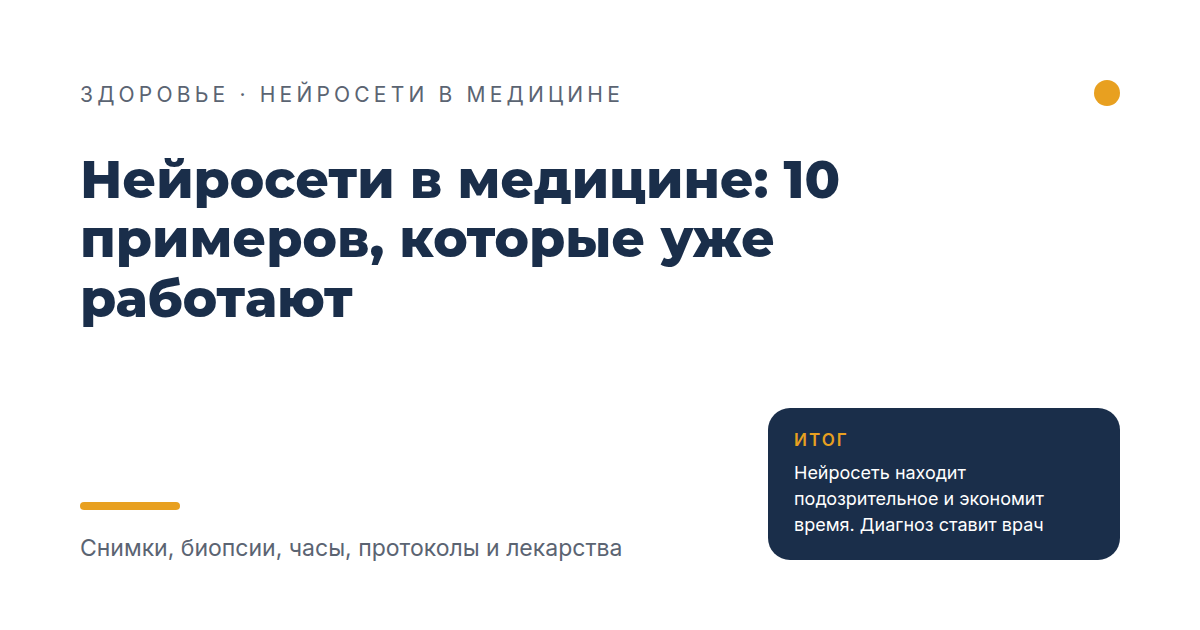 ЗДОРОВЬЕ · НЕЙРОСЕТИ В МЕДИЦИНЕ
Нейросети в медицине: 10
примеров, которые уже
работают
Снимки, биопсии, часы, протоколы и лекарства
ИТОГ
Нейросеть находит
подозрительное и экономит
время. Диагноз ставит врач